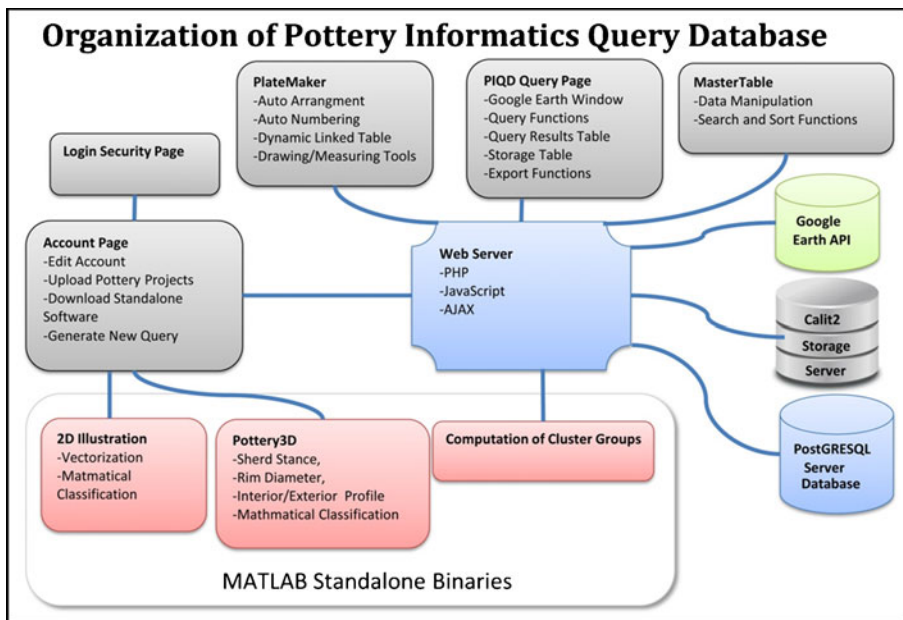 Organization of Pottery Informatics Query Database
PlateMaker
-Auto Arrangment
-Auto Numbering
-Dynamic Linked Table
-Drawing/Measuring Tools
PIQD Query Page
-Google Earth Window
-Query Functions
-Query Results Table
-Storage Table
-Export Functions
MasterTable
-Data Manipulation
-Search and Sort Functions
Login Security Page
Account Page
-Edit Account
-Upload Pottery Projects
-Download Standalone
Software
-Generate New Query
Web Server
-PHP
-JavaScript
-AJAX
Google
Earth API
Calit2
Storage
Server
PostGRESQL
Server
Database
2D Illustration
-Vectorization
-Matmatical
Classification
Pottery3D
-Sherd Stance,
-Rim Diameter,
-Interior/Exterior Profile
-Mathmatical Classification
Computation of Cluster Groups
MATLAB Standalone Binaries